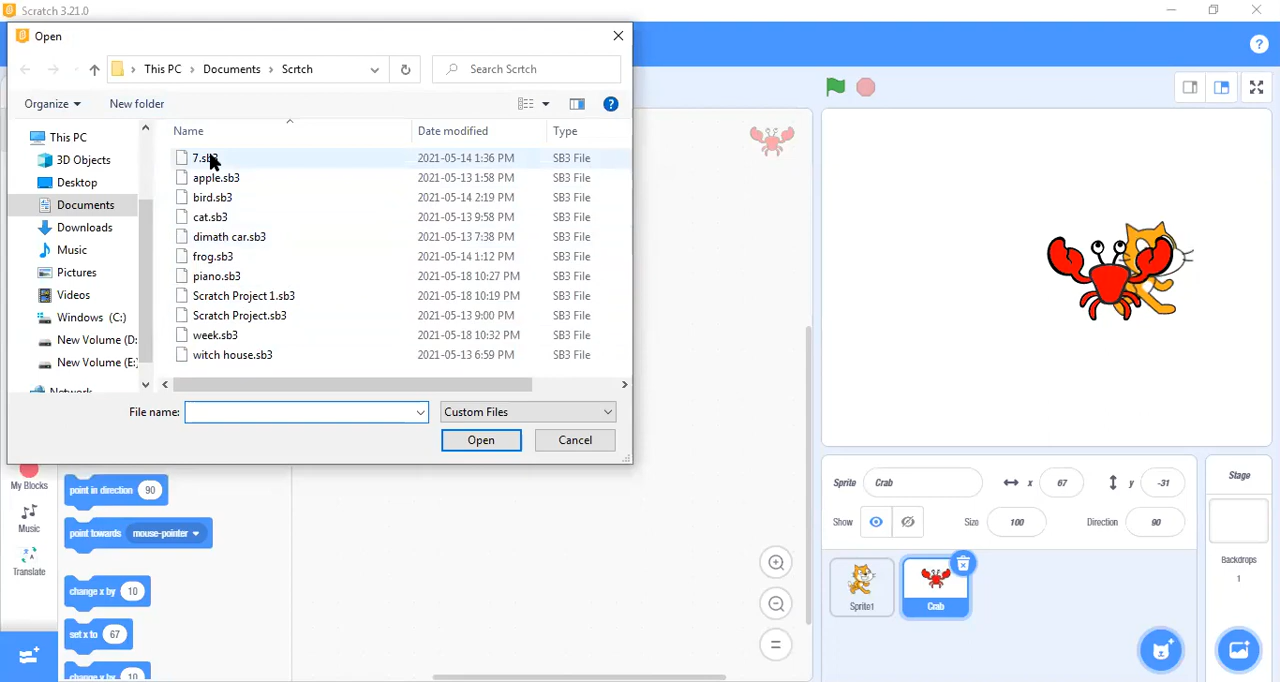 Scratch 3.21.0
Open
This PC
Documents
Scrtch
Search Scrtch
Organize
New folder
Name
Date modified
Type
This PC
3D Objects
Desktop
Documents
Downloads
Music
Pictures
Videos
Windows (C:)
New Volume (D:
New Volume (E:
Network
7.sb3 2021-05-14 1:36 PM SB3 File
apple.sb3 2021-05-13 1:58 PM SB3 File
bird.sb3 2021-05-14 2:19 PM SB3 File
cat.sb3 2021-05-13 9:58 PM SB3 File
dimath car.sb3 2021-05-13 7:38 PM SB3 File
frog.sb3 2021-05-14 1:12 PM SB3 File
piano.sb3 2021-05-18 10:27 PM SB3 File
Scratch Project 1.sb3 2021-05-18 10:19 PM SB3 File
Scratch Project.sb3 2021-05-13 9:00 PM SB3 File
week.sb3 2021-05-18 10:32 PM SB3 File
witch house.sb3 2021-05-13 6:59 PM SB3 File
File name:
Custom Files
Open
Cancel
My Blocks
Music
Translate
point in direction 90
point towards mouse-pointer
change x by 10
set x to 67
change y by 10
Sprite
Crab
x 67
y -31
Show
Size 100
Direction 90
Sprite1
Crab
Stage
Backdrops
1